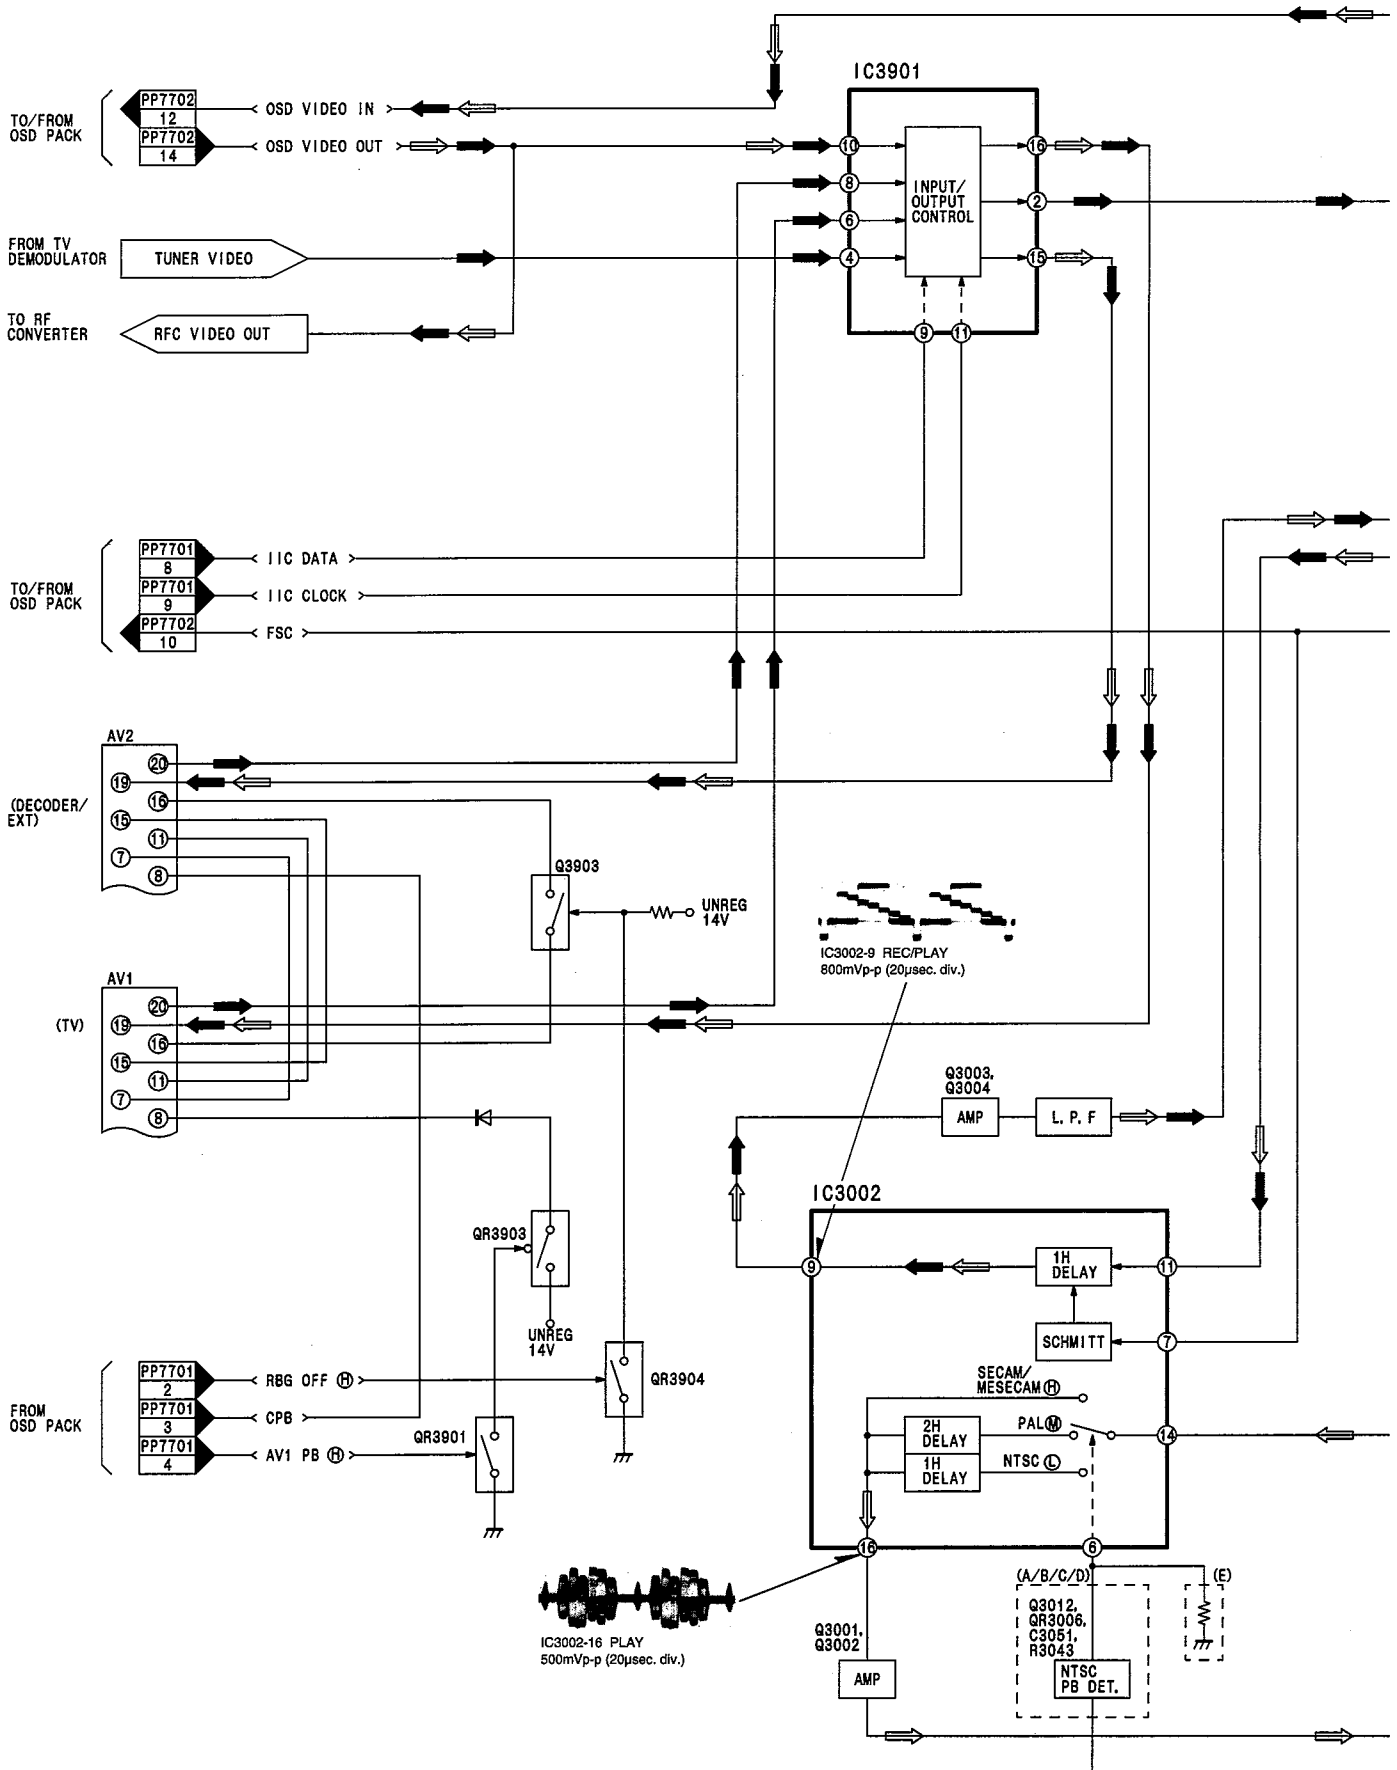 IC3901
TO/FROM
OSD PACK
PP7702
12
OSD VIDEO IN
PP7702
14
OSD VIDEO OUT
10
8
6
4
INPUT/
OUTPUT
CONTROL
16
2
15
9
11
FROM TV
DEMODULATOR
TUNER VIDEO
TO RF
CONVERTER
RFC VIDEO OUT
TO/FROM
OSD PACK
PP7701
8
IIC DATA
PP7701
9
IIC CLOCK
PP7702
10
FSC
AV2
(DECODER/
EXT)
20
19
16
15
11
7
8
Q3903
UNREG
14V
IC3002-9 REC/PLAY
800mVp-p (20µsec. div.)
AV1
(TV)
20
19
16
15
11
7
8
Q3003,
Q3004
AMP
L.P.F
QR3903
UNREG
14V
IC3002
9
1H
DELAY
11
SCHMITT
7
SECAM/
MESECAM H
2H
DELAY
PAL M
14
1H
DELAY
NTSC L
16
6
FROM
OSD PACK
PP7701
2
RBG OFF H
PP7701
3
CPB
PP7701
4
AV1 PB H
QR3904
QR3901
IC3002-16 PLAY
500mVp-p (20µsec. div.)
Q3001,
Q3002
AMP
(A/B/C/D)
Q3012,
QR3006,
C3051,
R3043
NTSC
PB DET.
(E)